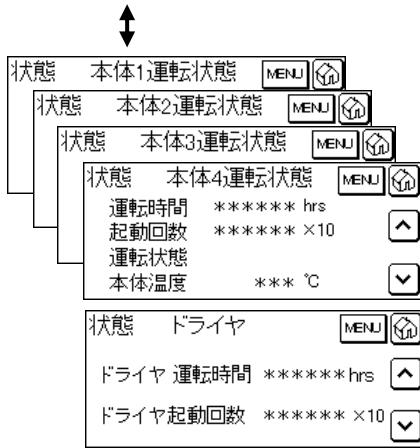 状態 本体1運転状態 MENU
状態 本体2運転状態 MENU
状態 本体3運転状態 MENU
状態 本体4運転状態 MENU
運転時間 ****** hrs
起動回数 ****** ×10
運転状態
本体温度 *** ℃
状態 ドライヤ MENU
ドライヤ 運転時間 ****** hrs
ドライヤ起動回数 ****** ×10